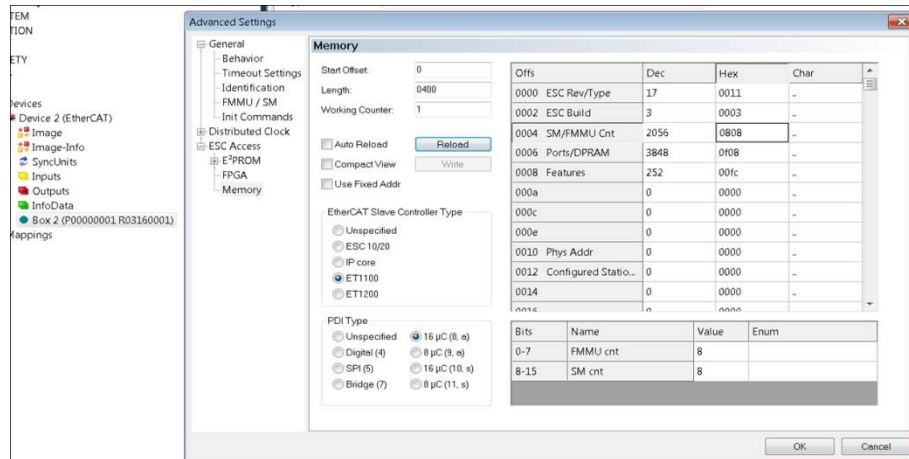 TEM
TION
ETY
Devices
Device 2 (EtherCAT)
Image
Image-Info
SyncUnits
Inputs
Outputs
InfoData
Box 2 (P00000001 R03160001)
Mappings
Advanced Settings
General
Behavior
Timeout Settings
Identification
FMMU / SM
Init Commands
Distributed Clock
ESC Access
E²PROM
FPGA
Memory
Memory
Start Offset: 0
Length: 0400
Working Counter: 1
Auto Reload Reload
Compact View Write
Use Fixed Addr
EtherCAT Slave Controller Type
Unspecified
ESC 10/20
IP core
ET1100
ET1200
PDI Type
Unspecified 16 µC (8, a)
Digital (4) 8 µC (9, a)
SPI (5) 16 µC (10, s)
Bridge (7) 8 µC (11, s)
Offs Dec Hex Char
0000 ESC Rev/Type 17 0011 ..
0002 ESC Build 3 0003 ..
0004 SM/FMMU Cnt 2056 0808 ..
0006 Ports/DPRAM 3848 0f08 ..
0008 Features 252 00fc ..
000a 0 0000 ..
000c 0 0000 ..
000e 0 0000 ..
0010 Phys Addr 0 0000 ..
0012 Configured Statio... 0 0000 ..
0014 0 0000 ..
0016 0 0000
Bits Name Value Enum
0-7 FMMU cnt 8
8-15 SM cnt 8
OK Cancel